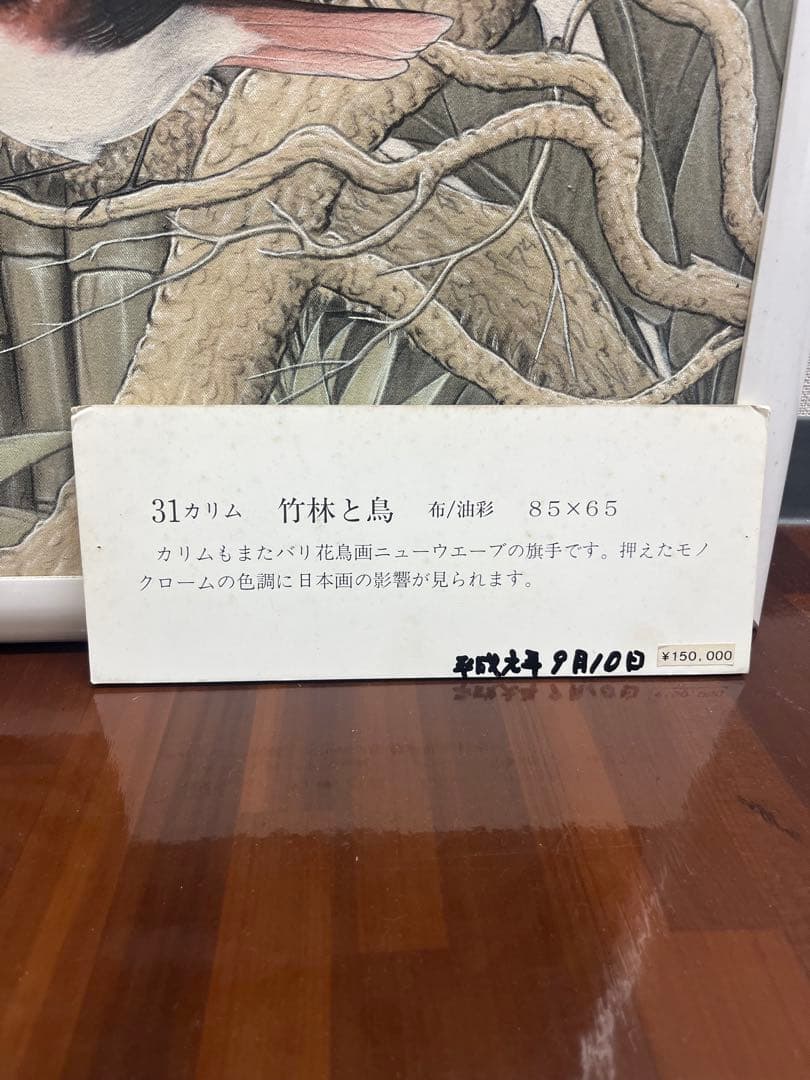 31カリム 竹林と鳥 布/油彩 85×65
カリムもまたバリ花鳥画ニューウエーブの旗手です。押えたモノ
クロームの色調に日本画の影響が見られます。
平成六年 9月10日 ¥150,000